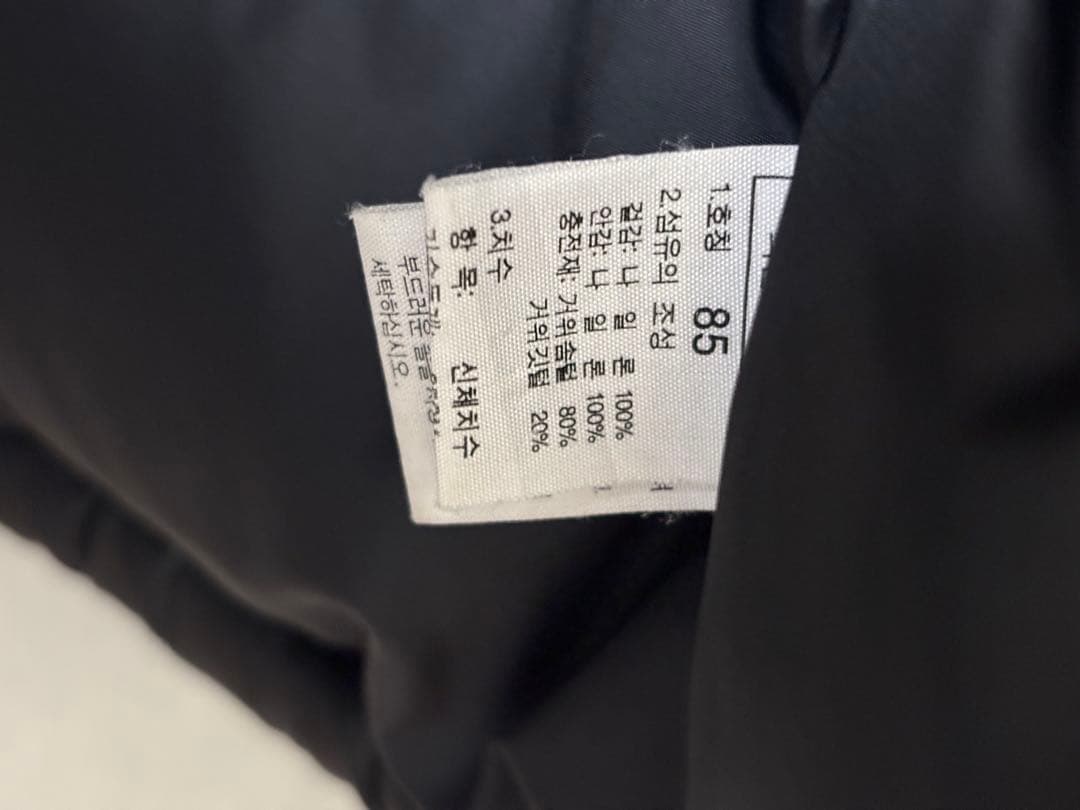 1.호칭 85
2.섬유의 조성
겉감: 나 일 론 100%
안감: 나 일 론 100%
충전재: 거위솜털 80%
거위깃털 20%
3.치수
항 목: 신체치수
부드러운 솔을
세탁하십시오.